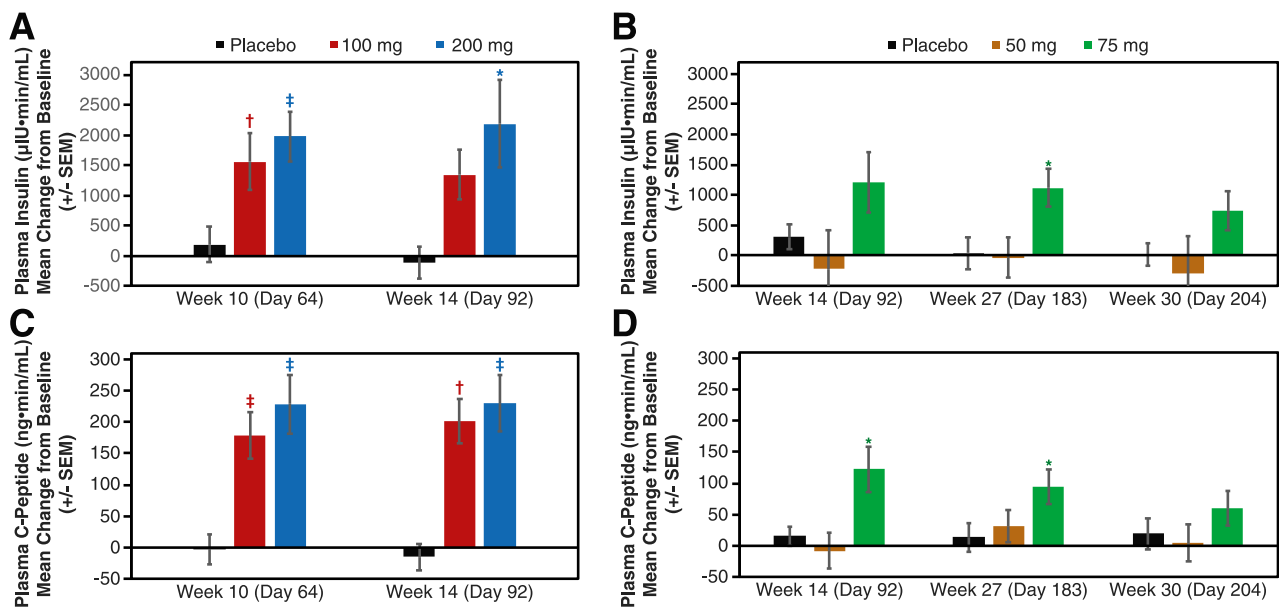 A
Placebo 100 mg 200 mg
Plasma Insulin (µIU•min/mL)
Mean Change from Baseline
(+/- SEM)
3000
2500
2000
1500
1000
500
0
-500
†
‡
*
Week 10 (Day 64) Week 14 (Day 92)
B
Placebo 50 mg 75 mg
Plasma Insulin (µIU•min/mL)
Mean Change from Baseline
(+/- SEM)
3000
2500
2000
1500
1000
500
0
-500
*
Week 14 (Day 92) Week 27 (Day 183) Week 30 (Day 204)
C
Plasma C-Peptide (ng•min/mL)
Mean Change from Baseline
(+/- SEM)
300
250
200
150
100
50
0
-50
‡
‡
†
‡
Week 10 (Day 64) Week 14 (Day 92)
D
Plasma C-Peptide (ng•min/mL)
Mean Change from Baseline
(+/- SEM)
300
250
200
150
100
50
0
-50
*
*
Week 14 (Day 92) Week 27 (Day 183) Week 30 (Day 204)